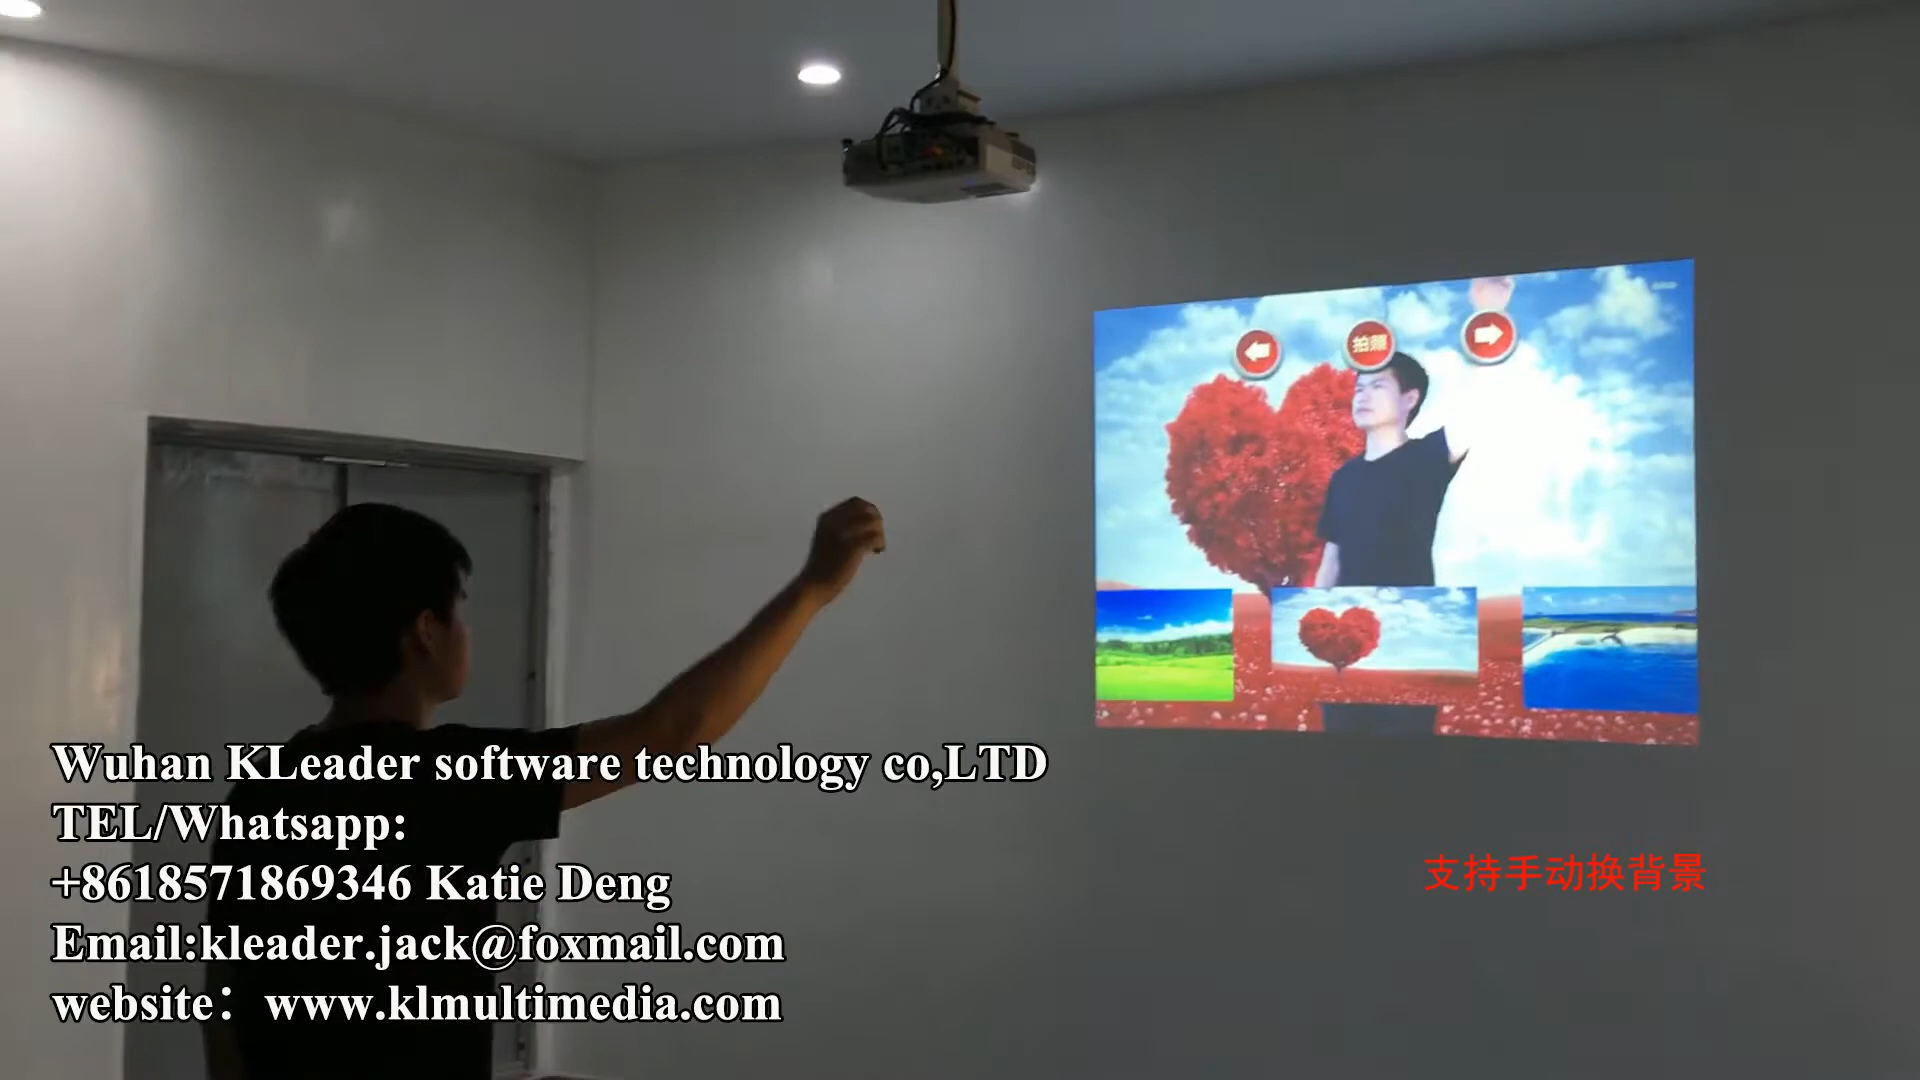 拍照
Wuhan KLeader software technology co,LTD
TEL/Whatsapp:
+8618571869346 Katie Deng
Email:kleader.jack@foxmail.com
website：www.klmultimedia.com
支持手动换背景